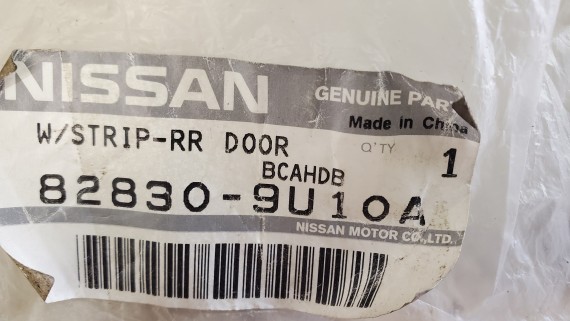 NISSAN GENUINE PAR
Made in China
W/STRIP-RR DOOR Q'TY 1
BCAHDB
82830-9U10A
NISSAN MOTOR CO.,LTD.